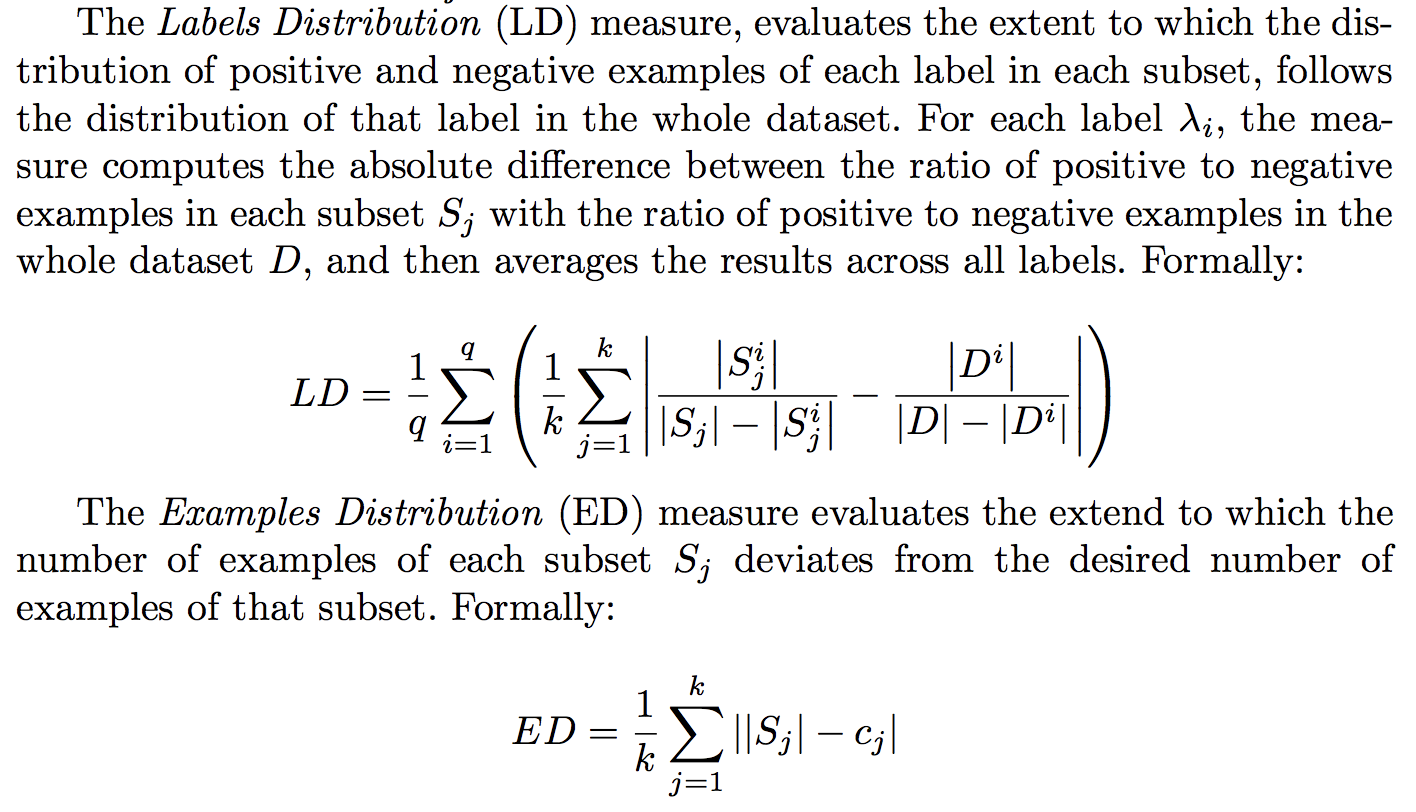 The Labels Distribution (LD) measure, evaluates the extent to which the dis-
tribution of positive and negative examples of each label in each subset, follows
the distribution of that label in the whole dataset. For each label λ_i, the mea-
sure computes the absolute difference between the ratio of positive to negative
examples in each subset S_j with the ratio of positive to negative examples in the
whole dataset D, and then averages the results across all labels. Formally:
LD = \frac{1}{q} \sum_{i=1}^{q} \left( \frac{1}{k} \sum_{j=1}^{k} \left| \frac{|S_j^i|}{|S_j| - |S_j^i|} - \frac{|D^i|}{|D| - |D^i|} \right| \right)
The Examples Distribution (ED) measure evaluates the extend to which the
number of examples of each subset S_j deviates from the desired number of
examples of that subset. Formally:
ED = \frac{1}{k} \sum_{j=1}^{k} ||S_j| - c_j|